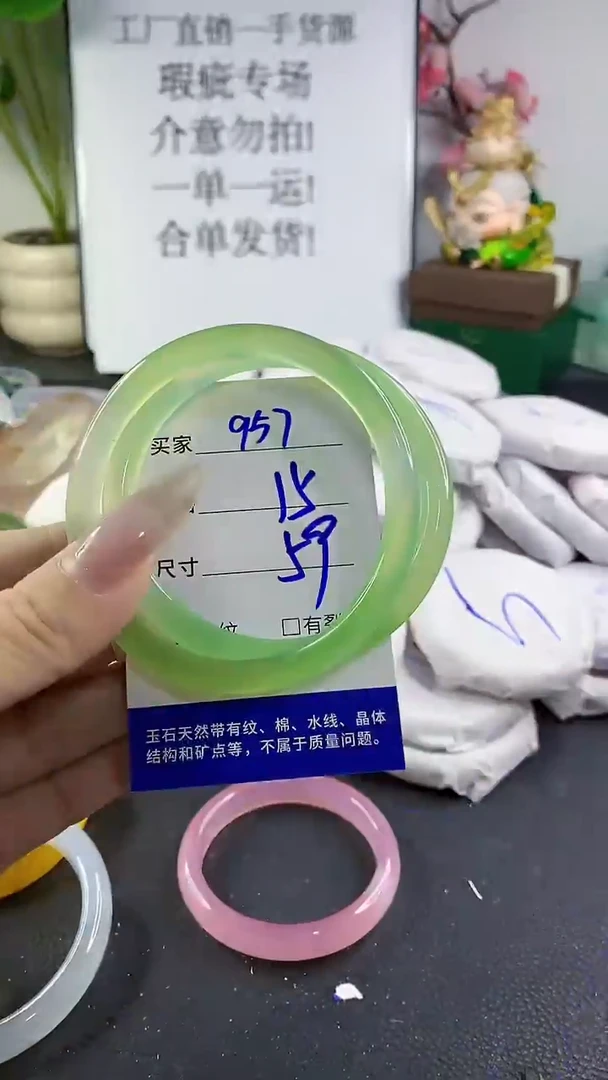 工厂直销一手货源
瑕疵专场
介意勿拍!
一单一运!
合单发货!
买家 957
15
尺寸 59
纹 □有裂
玉石天然带有纹、棉、水线、晶体
结构和矿点等，不属于质量问题。
5